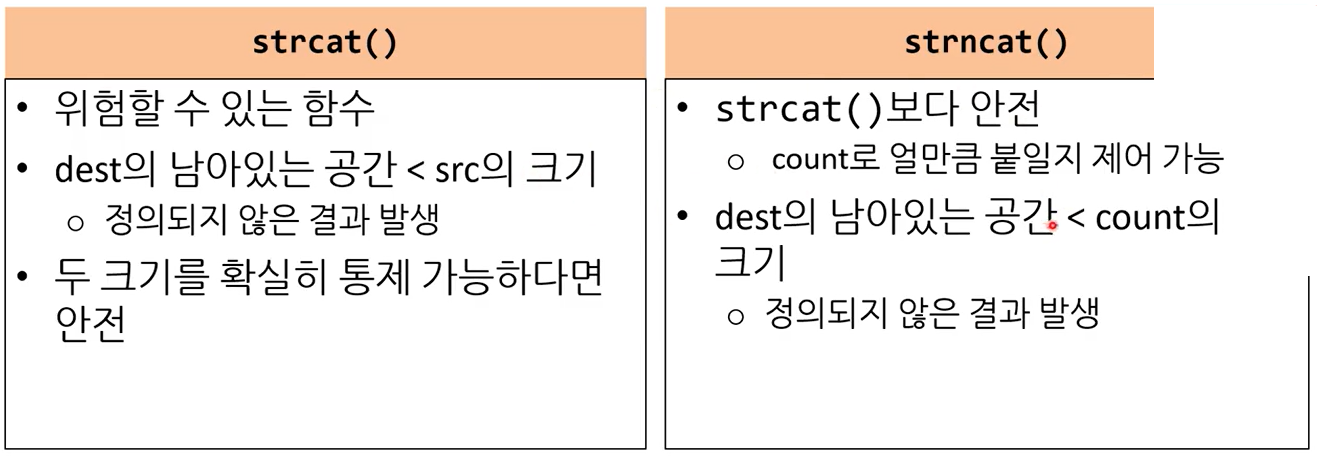 strcat()
• 위험할 수 있는 함수
• dest의 남아있는 공간 < src의 크기
○ 정의되지 않은 결과 발생
• 두 크기를 확실히 통제 가능하다면
안전
strncat()
• strcat()보다 안전
○ count로 얼만큼 붙일지 제어 가능
• dest의 남아있는 공간 < count의
크기
○ 정의되지 않은 결과 발생